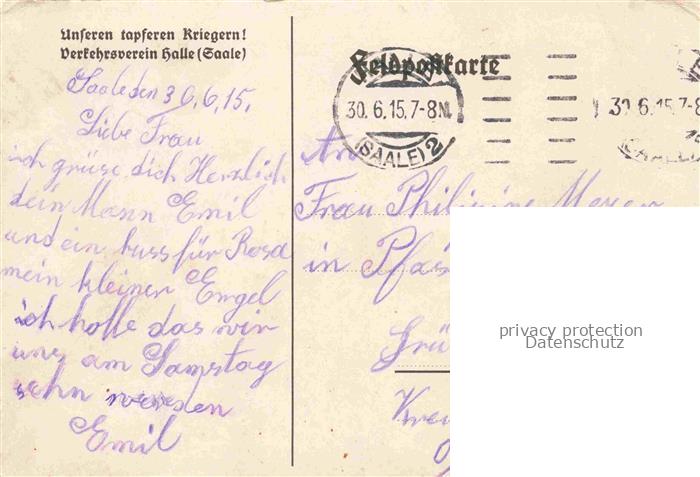 Unseren tapferen Kriegern!
Verkehrsverein Halle (Saale)
Saale den 30.6.15.
Liebe Frau
ich grüse dich Herzlich
dein Mann Emil
und ein kuss für Rosa
mein kleiner Engel
ich hoffe das wir
uns am Samstag
sehn
Emil
Feldpostkarte
30.6.15.7-8N.
(SAALE) 2
30.6.15.7-8
An
Frau Philipine Meyer
in
privacy protection
Datenschutz